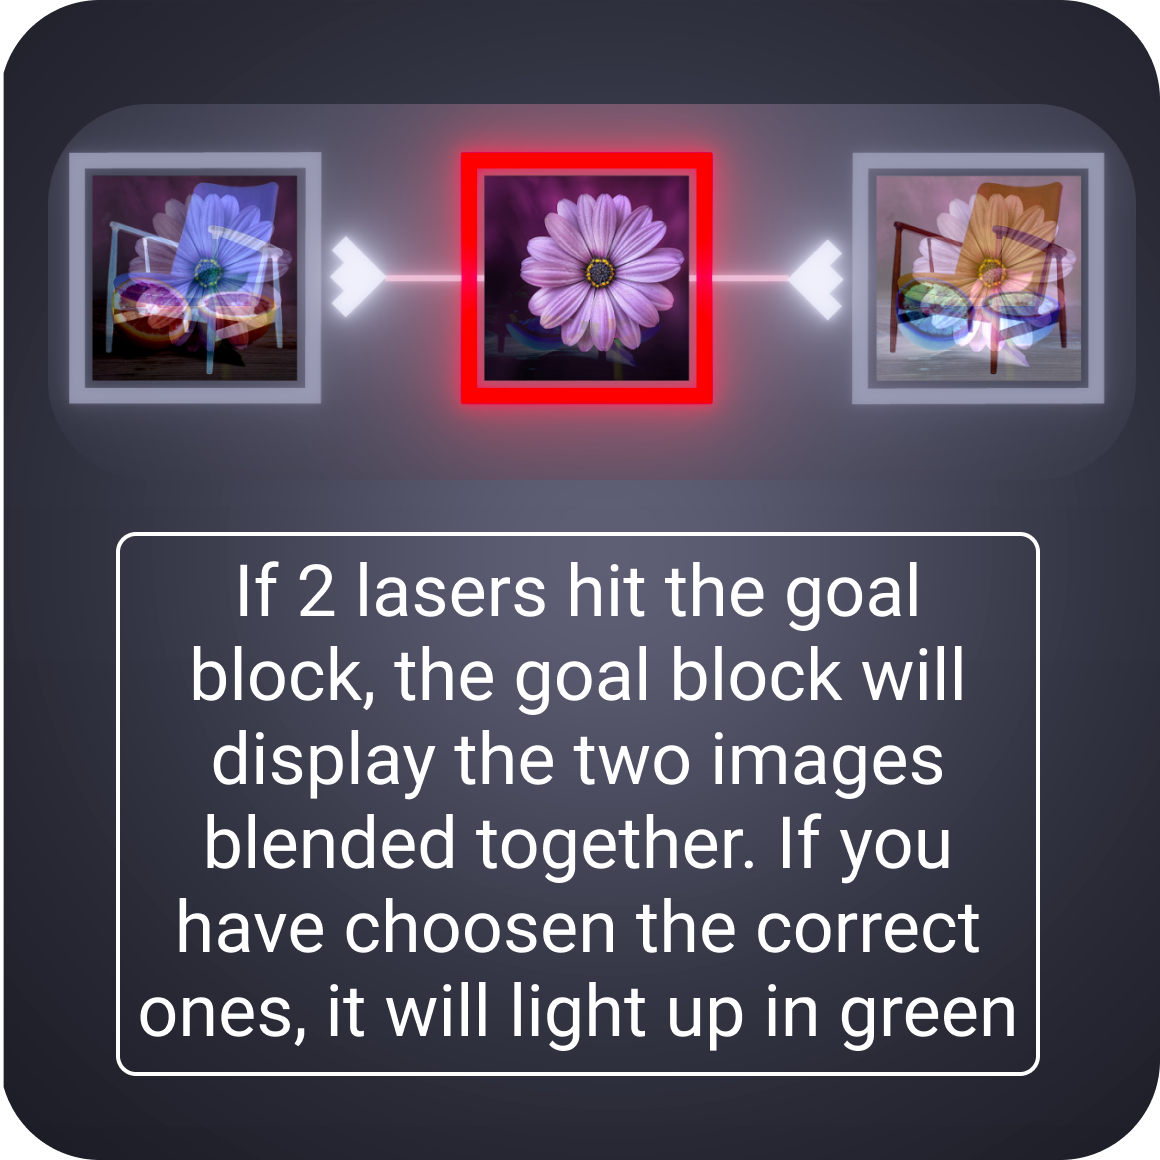 If 2 lasers hit the goal
block, the goal block will
display the two images
blended together. If you
have choosen the correct
ones, it will light up in green